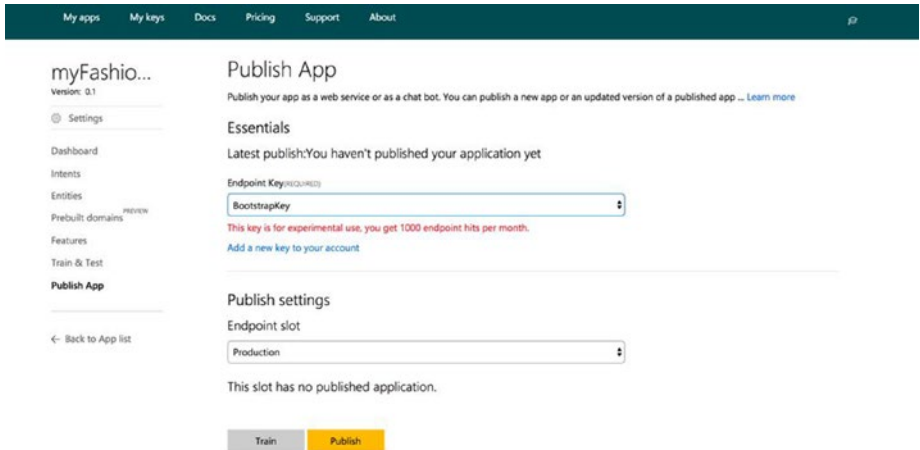 My apps My keys Docs Pricing Support About
myFashio...
Version: 0.1
Settings
Dashboard
Intents
Entities
Prebuilt domains PREVIEW
Features
Train & Test
Publish App
← Back to App list
Publish App
Publish your app as a web service or as a chat bot. You can publish a new app or an updated version of a published app ... Learn more
Essentials
Latest publish:You haven't published your application yet
Endpoint Key(REQUIRED)
BootstrapKey
This key is for experimental use, you get 1000 endpoint hits per month.
Add a new key to your account
Publish settings
Endpoint slot
Production
This slot has no published application.
Train Publish